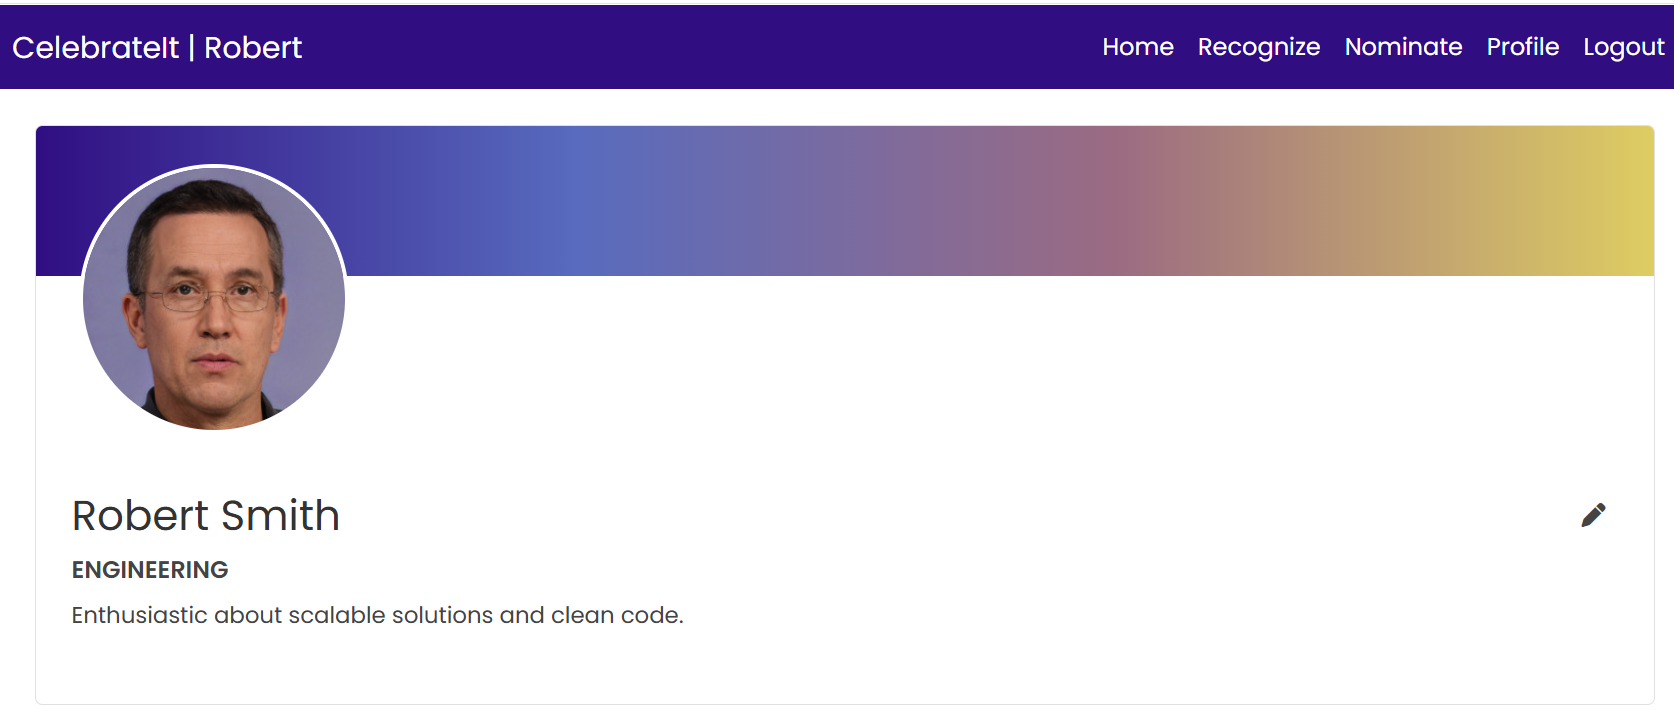 CelebrateIt | Robert
Home Recognize Nominate Profile Logout
Robert Smith
ENGINEERING
Enthusiastic about scalable solutions and clean code.